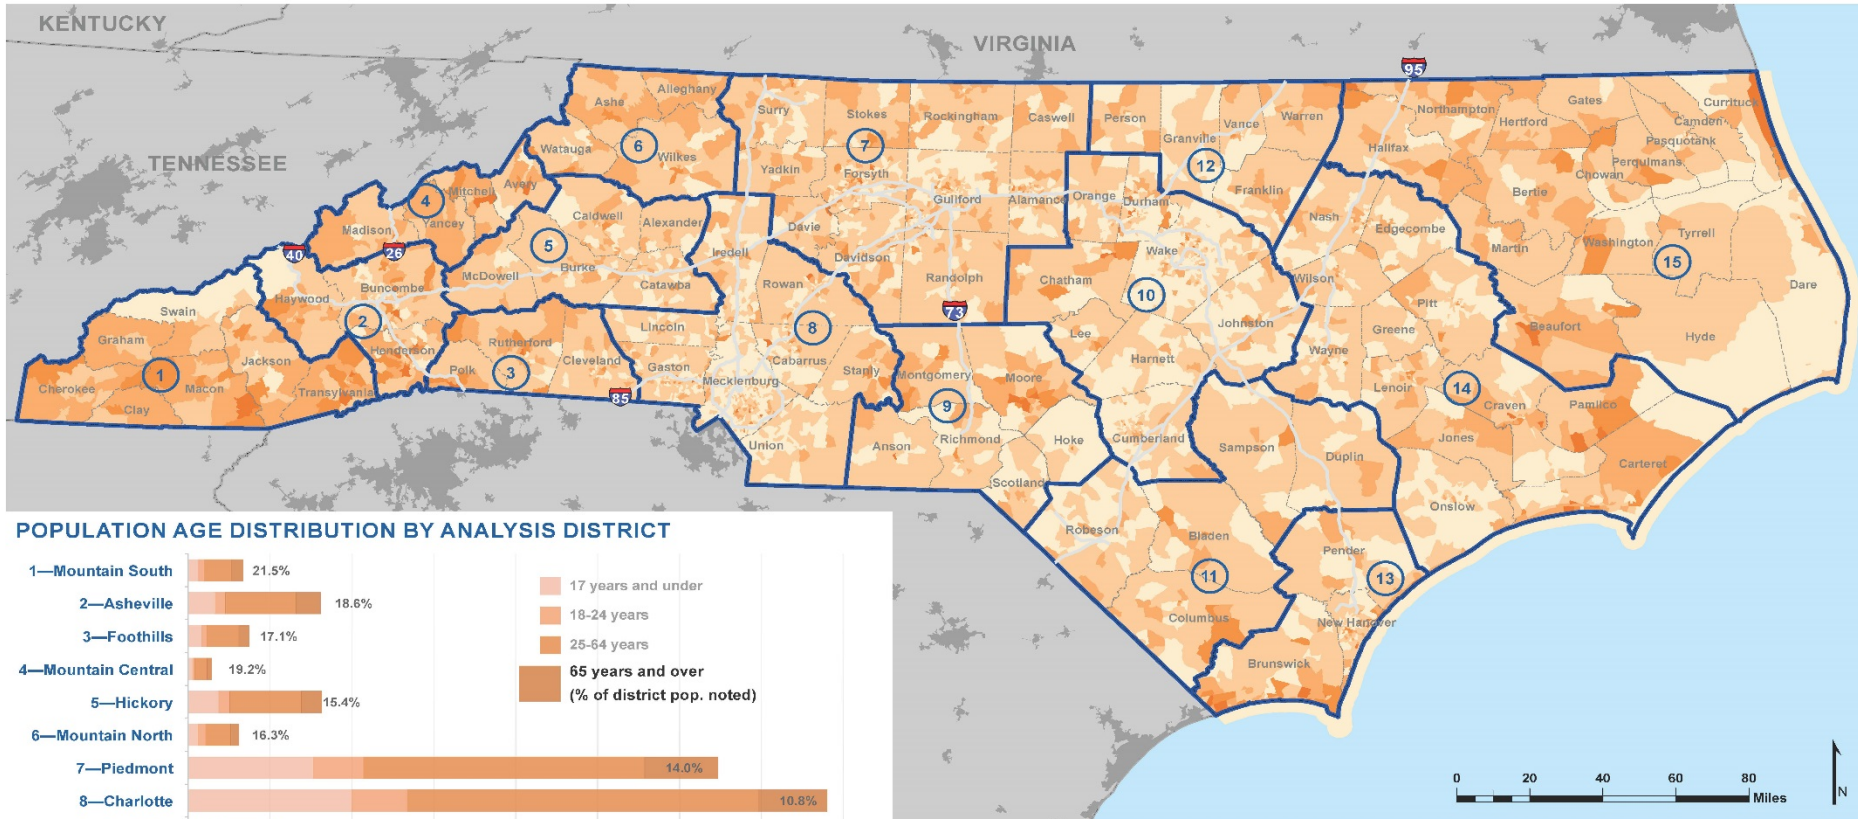 KENTUCKY
VIRGINIA
TENNESSEE
95
Ashe
Alleghany
Watauga
6
Wilkes
Surry
Stokes
Rockingham
Caswell
7
Yadkin
Forsyth
Guilford
Alamance
Davie
Davidson
Randolph
73
Person
Granville
Vance
Warren
12
Franklin
Orange
Durham
Wake
Chatham
10
Lee
Johnston
Harnett
Cumberland
Northampton
Gates
Currituck
Camden
Hertford
Pasquotank
Halifax
Perquimans
Chowan
Bertie
Nash
Edgecombe
Martin
Washington
Tyrrell
15
Dare
Wilson
Pitt
Beaufort
Hyde
Greene
Wayne
Lenoir
14
Craven
Pamlico
Jones
Carteret
Onslow
4
Mitchell
Avery
Yancey
Madison
26
40
Caldwell
Alexander
5
Burke
McDowell
Catawba
Iredell
Rowan
8
Buncombe
Haywood
2
Henderson
Swain
Graham
Jackson
1
Cherokee
Macon
Clay
Transylvania
Rutherford
Polk
3
Cleveland
Lincoln
Gaston
85
Mecklenburg
Cabarrus
Stanly
Union
Montgomery
Moore
9
Anson
Richmond
Hoke
Scotland
Sampson
Duplin
Robeson
Bladen
11
Columbus
Pender
13
New Hanover
Brunswick
POPULATION AGE DISTRIBUTION BY ANALYSIS DISTRICT
1—Mountain South 21.5%
2—Asheville 18.6%
3—Foothills 17.1%
4—Mountain Central 19.2%
5—Hickory 15.4%
6—Mountain North 16.3%
7—Piedmont 14.0%
8—Charlotte 10.8%
17 years and under
18-24 years
25-64 years
65 years and over
(% of district pop. noted)
0 20 40 60 80
Miles
N